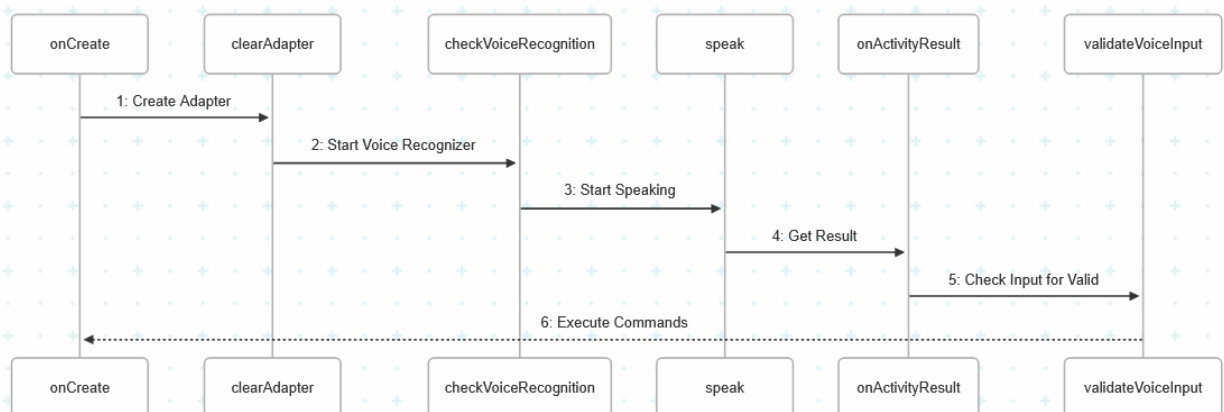 onCreate
clearAdapter
checkVoiceRecognition
speak
onActivityResult
validateVoiceInput
1: Create Adapter
2: Start Voice Recognizer
3: Start Speaking
4: Get Result
5: Check Input for Valid
6: Execute Commands
onCreate
clearAdapter
checkVoiceRecognition
speak
onActivityResult
validateVoiceInput